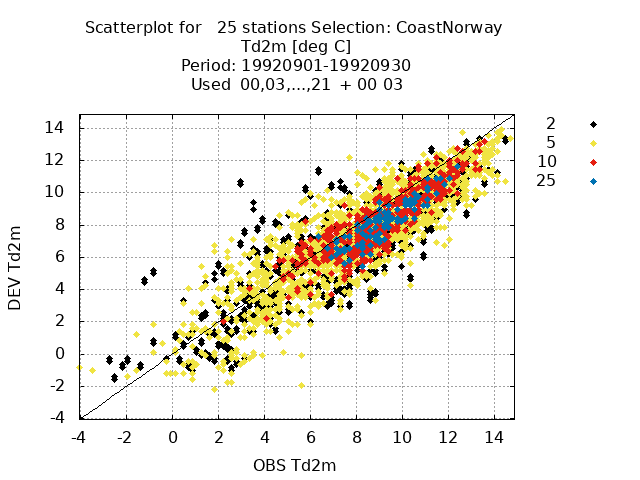 Scatterplot for   25 stations Selection: CoastNorway
Td2m [deg C]
Period: 19920901-19920930
Used  00,03,...,21  + 00 03
2
5
10
25
14
12
10
8
6
4
2
0
-2
-4
DEV Td2m
-4 -2 0 2 4 6 8 10 12 14
OBS Td2m